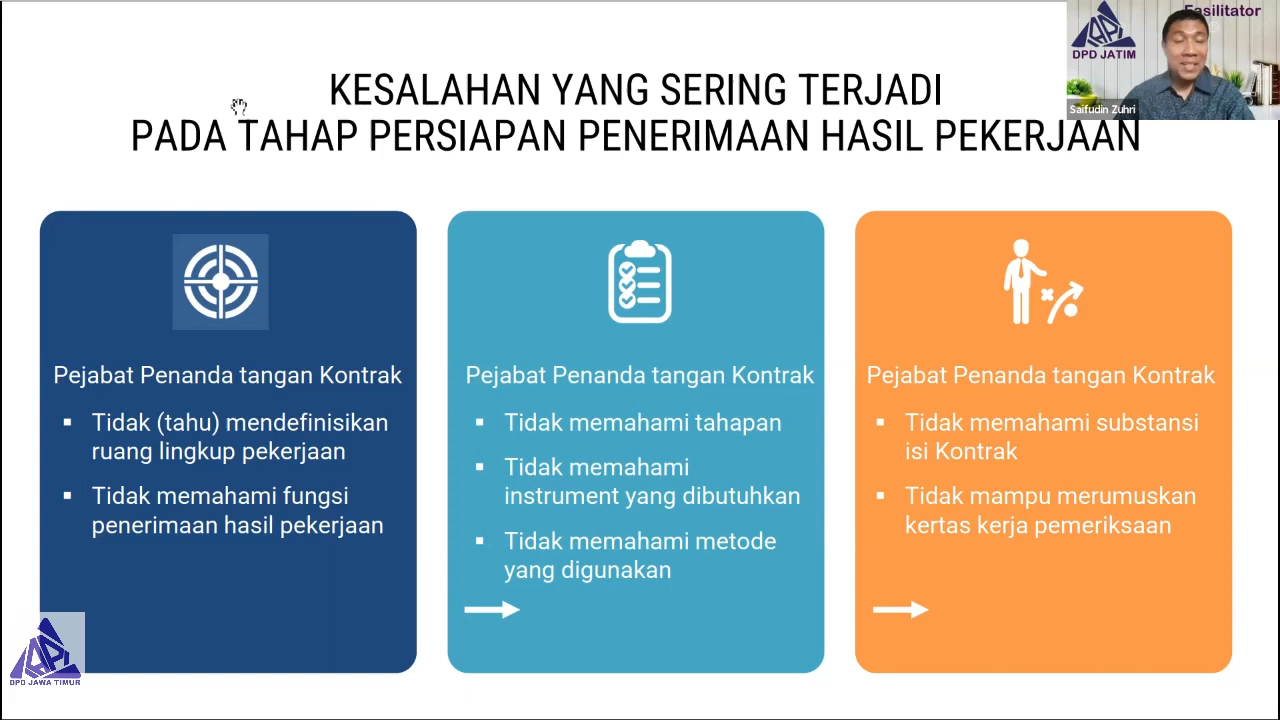 Fasilitator
IAPI
DPD JATIM
Saifudin Zuhri
KESALAHAN YANG SERING TERJADI
PADA TAHAP PERSIAPAN PENERIMAAN HASIL PEKERJAAN
Pejabat Penanda tangan Kontrak
Tidak (tahu) mendefinisikan
ruang lingkup pekerjaan
Tidak memahami fungsi
penerimaan hasil pekerjaan
Pejabat Penanda tangan Kontrak
Tidak memahami tahapan
Tidak memahami
instrument yang dibutuhkan
Tidak memahami metode
yang digunakan
Pejabat Penanda tangan Kontrak
Tidak memahami substansi
isi Kontrak
Tidak mampu merumuskan
kertas kerja pemeriksaan
IAPI
DPD JAWA TIMUR